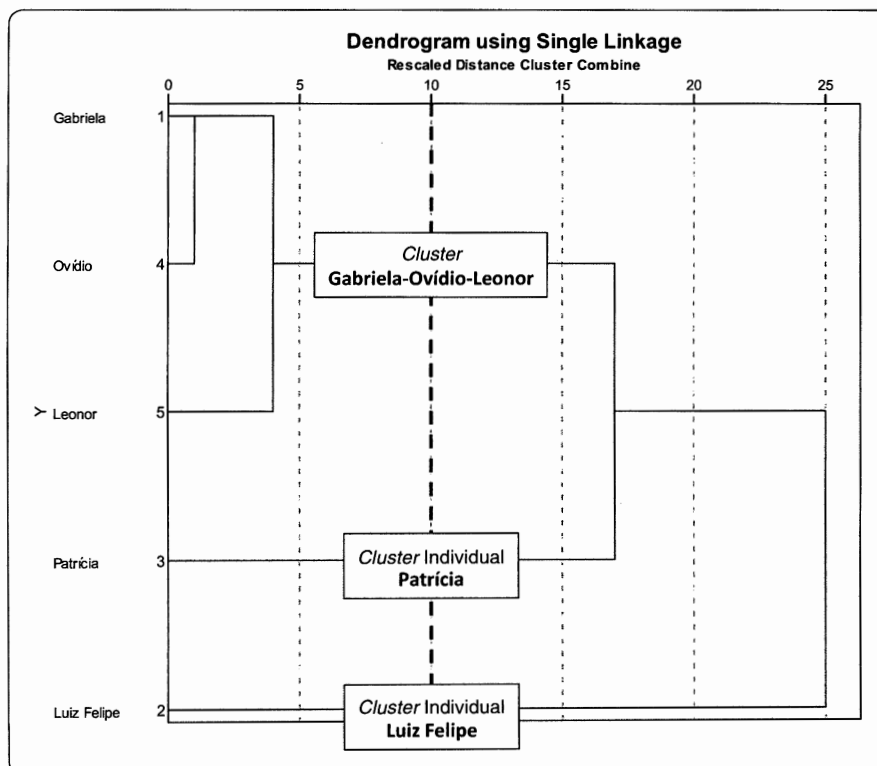 Dendrogram using Single Linkage
Rescaled Distance Cluster Combine
0 5 10 15 20 25
Gabriela 1
Cluster
Gabriela-Ovídio-Leonor
Ovídio 4
Y Leonor 5
Cluster Individual
Patrícia
Patrícia 3
Cluster Individual
Luiz Felipe
Luiz Felipe 2